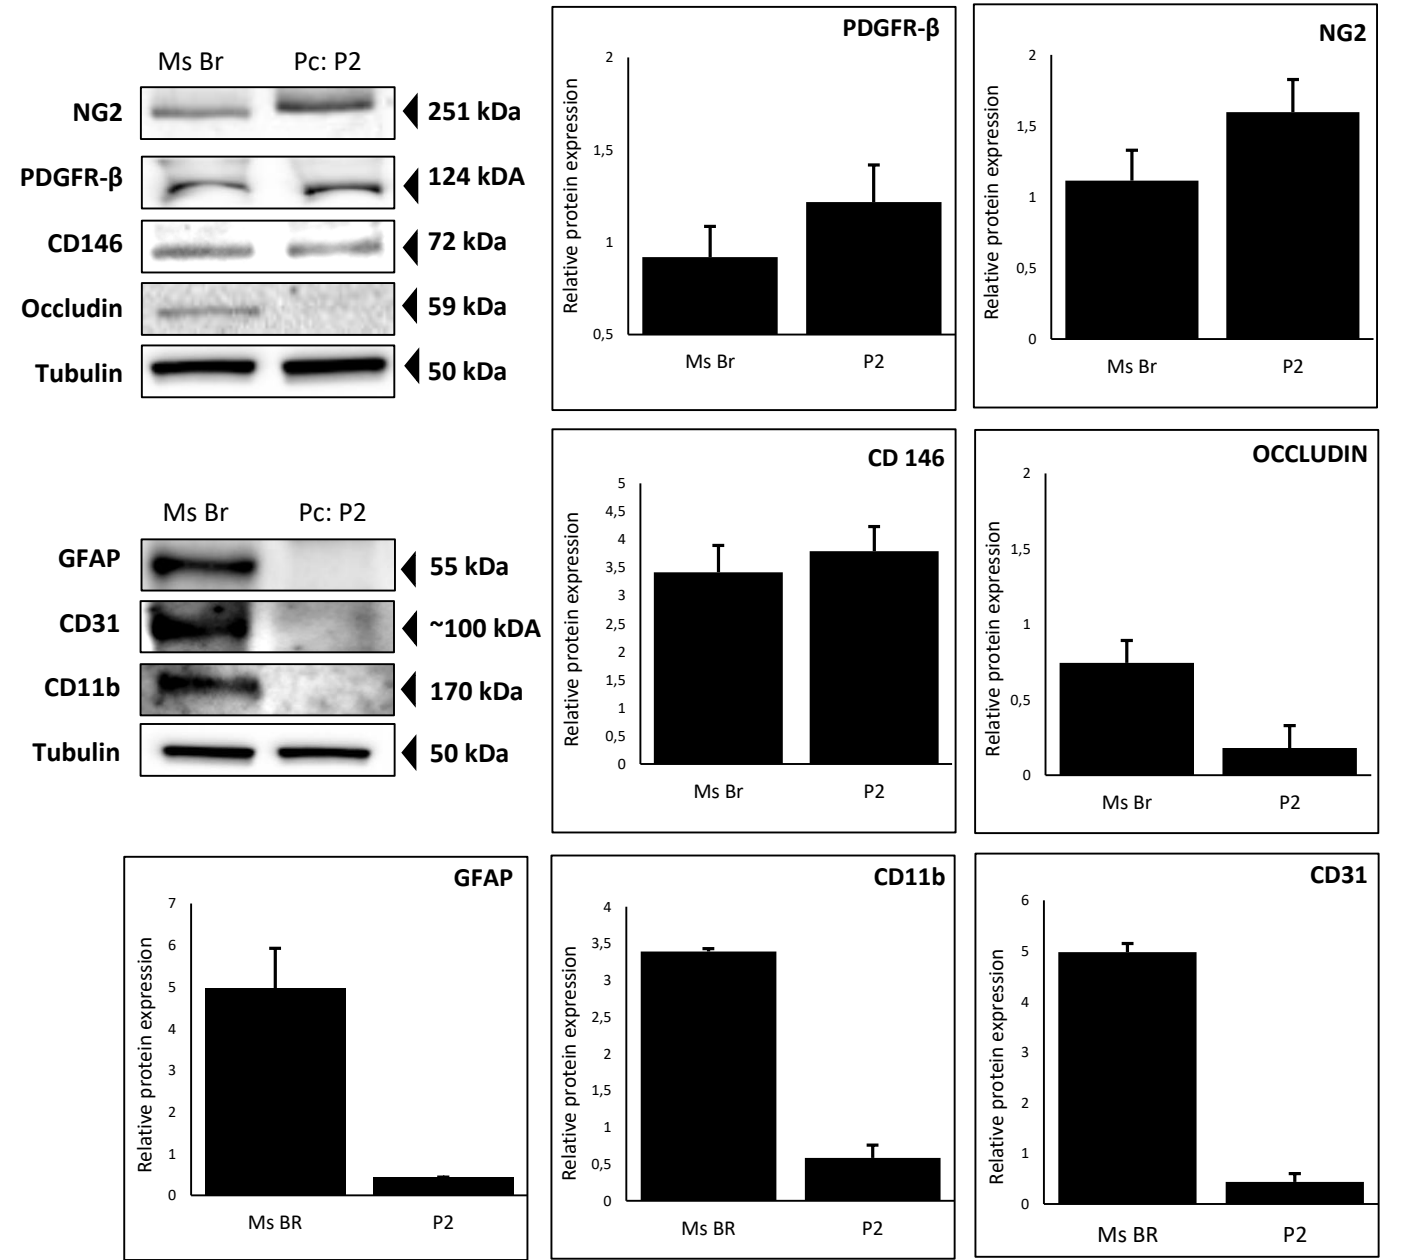 Ms Br Pc: P2
NG2 251 kDa
PDGFR-β 124 kDA
CD146 72 kDa
Occludin 59 kDa
Tubulin 50 kDa
PDGFR-β
Relative protein expression
2
1,5
1
0,5
Ms Br P2
NG2
Relative protein expression
2
1,5
1
0,5
0
Ms Br P2
Ms Br Pc: P2
GFAP 55 kDa
CD31 ~100 kDA
CD11b 170 kDa
Tubulin 50 kDa
CD 146
Relative protein expression
5
4,5
4
3,5
3
2,5
2
1,5
1
0,5
0
Ms Br P2
OCCLUDIN
Relative protein expression
2
1,5
1
0,5
0
Ms Br P2
GFAP
Relative protein expression
7
6
5
4
3
2
1
0
Ms BR P2
CD11b
Relative protein expression
4
3,5
3
2,5
2
1,5
1
0,5
0
Ms BR P2
CD31
Relative protein expression
6
5
4
3
2
1
0
Ms BR P2